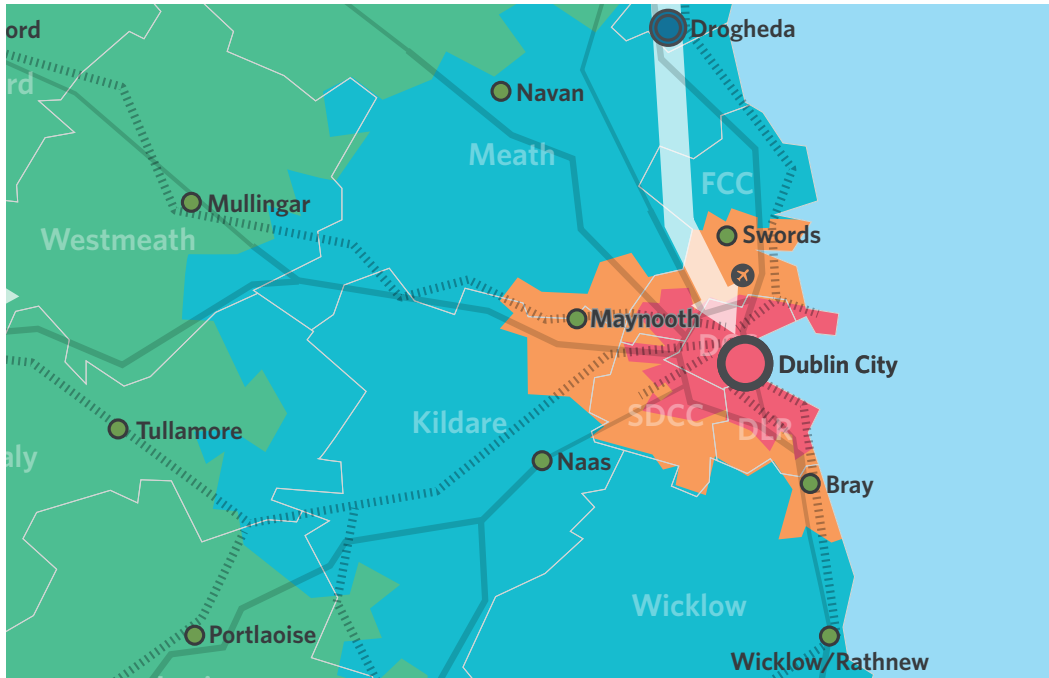 ord
Drogheda
rd
Navan
Meath
FCC
Mullingar
Swords
Westmeath
Maynooth
Dublin City
Kildare
SDCC
DLR
Tullamore
aly
Naas
Bray
Wicklow
Portlaoise
Wicklow/Rathnew